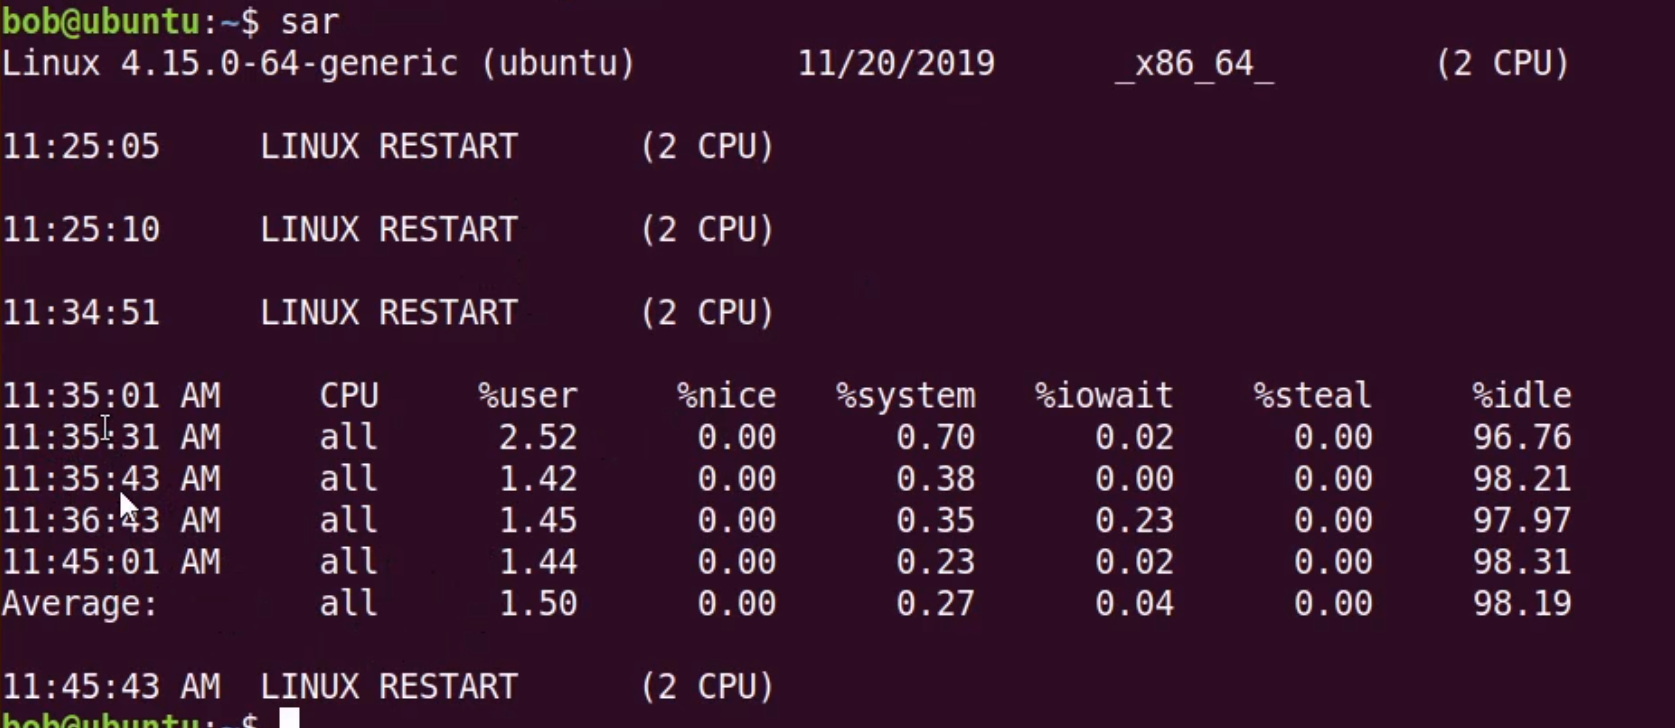 bob@ubuntu:~$ sar
Linux 4.15.0-64-generic (ubuntu) 11/20/2019 _x86_64_ (2 CPU)
11:25:05 LINUX RESTART (2 CPU)
11:25:10 LINUX RESTART (2 CPU)
11:34:51 LINUX RESTART (2 CPU)
11:35:01 AM CPU %user %nice %system %iowait %steal %idle
11:35:31 AM all 2.52 0.00 0.70 0.02 0.00 96.76
11:35:43 AM all 1.42 0.00 0.38 0.00 0.00 98.21
11:36:43 AM all 1.45 0.00 0.35 0.23 0.00 97.97
11:45:01 AM all 1.44 0.00 0.23 0.02 0.00 98.31
Average: all 1.50 0.00 0.27 0.04 0.00 98.19
11:45:43 AM LINUX RESTART (2 CPU)
bob@ubuntu:~$